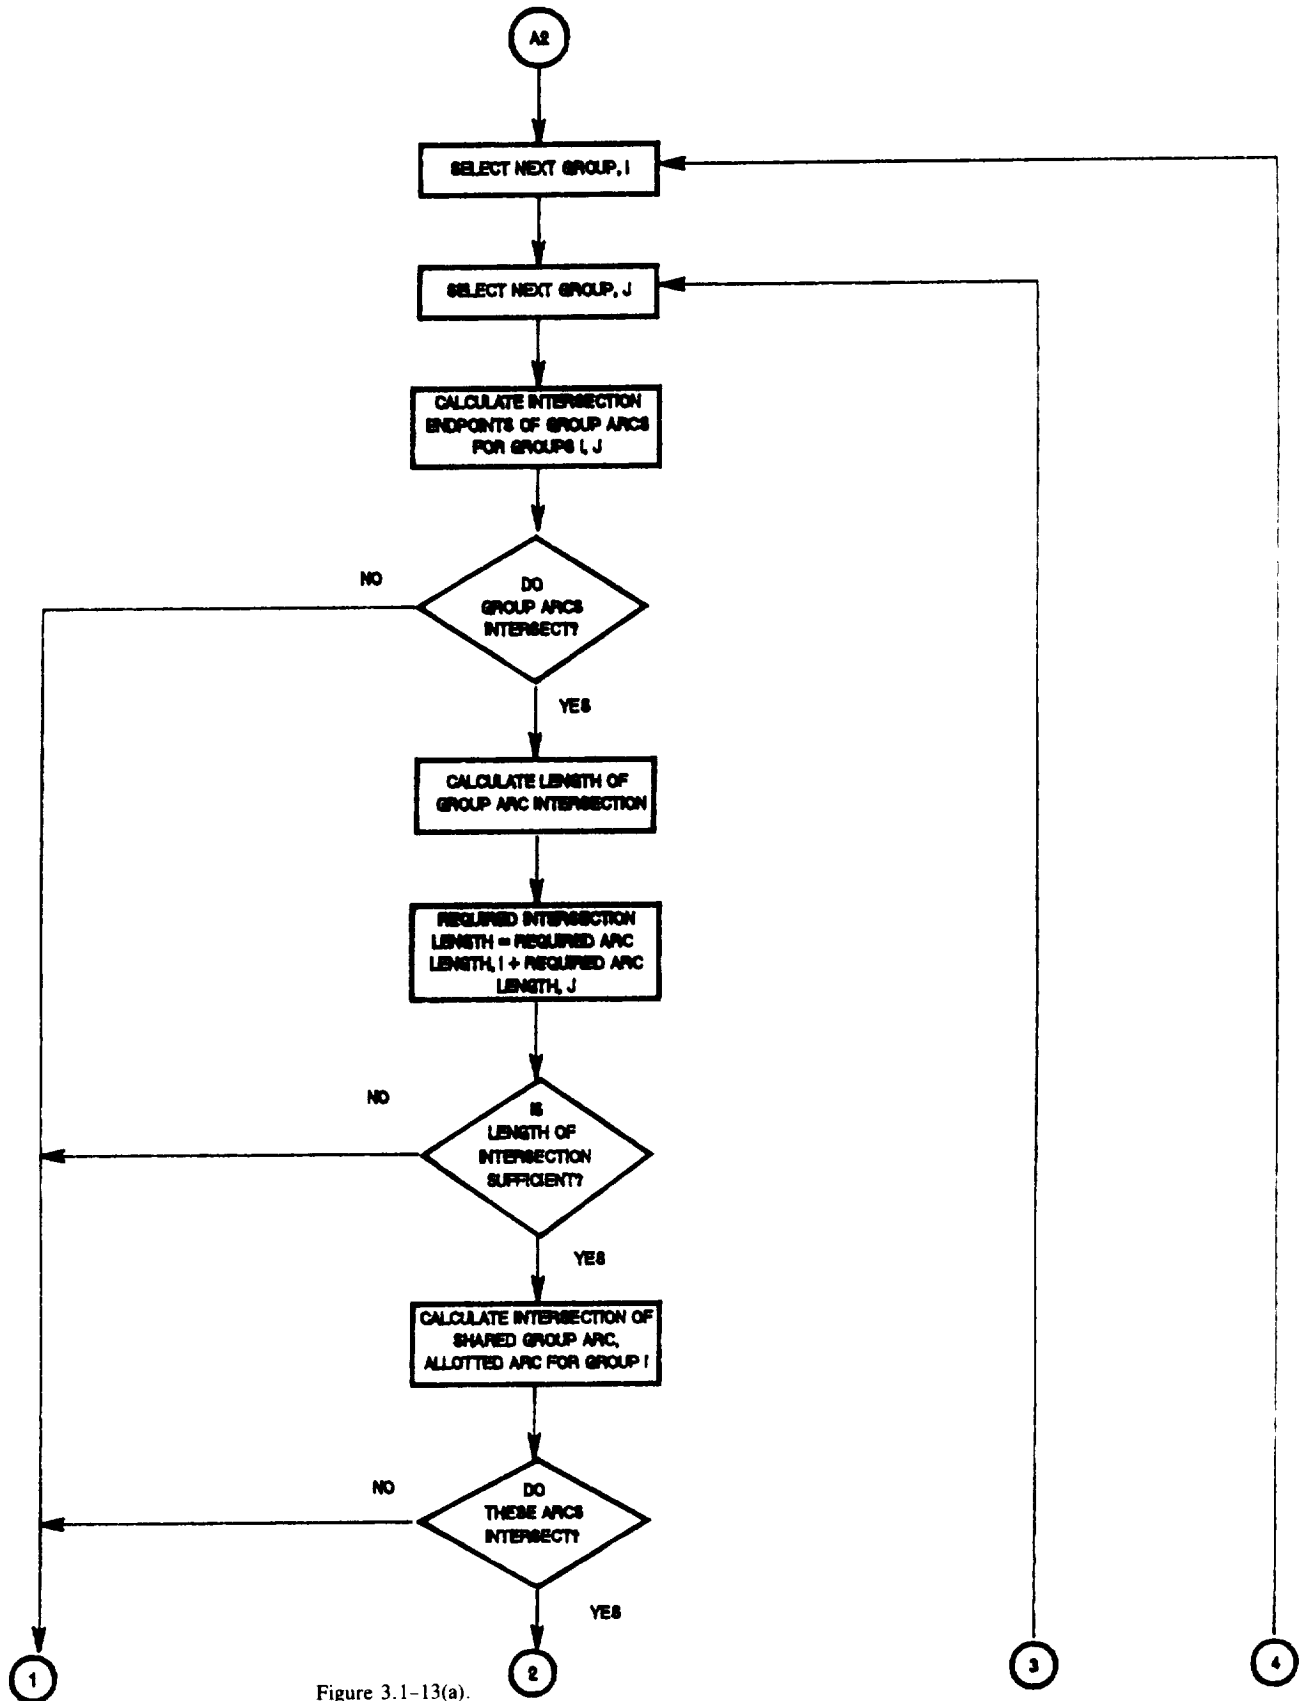 A2
SELECT NEXT GROUP, I
SELECT NEXT GROUP, J
CALCULATE INTERSECTION
ENDPOINTS OF GROUP ARCS
FOR GROUPS I, J
NO
DO
GROUP ARCS
INTERSECT?
YES
CALCULATE LENGTH OF
GROUP ARC INTERSECTION
REQUIRED INTERSECTION
LENGTH = REQUIRED ARC
LENGTH, I + REQUIRED ARC
LENGTH, J
NO
IS
LENGTH OF
INTERSECTION
SUFFICIENT?
YES
CALCULATE INTERSECTION OF
SHARED GROUP ARC,
ALLOTTED ARC FOR GROUP I
NO
DO
THESE ARCS
INTERSECT?
YES
1
2
3
4
Figure 3.1-13(a).